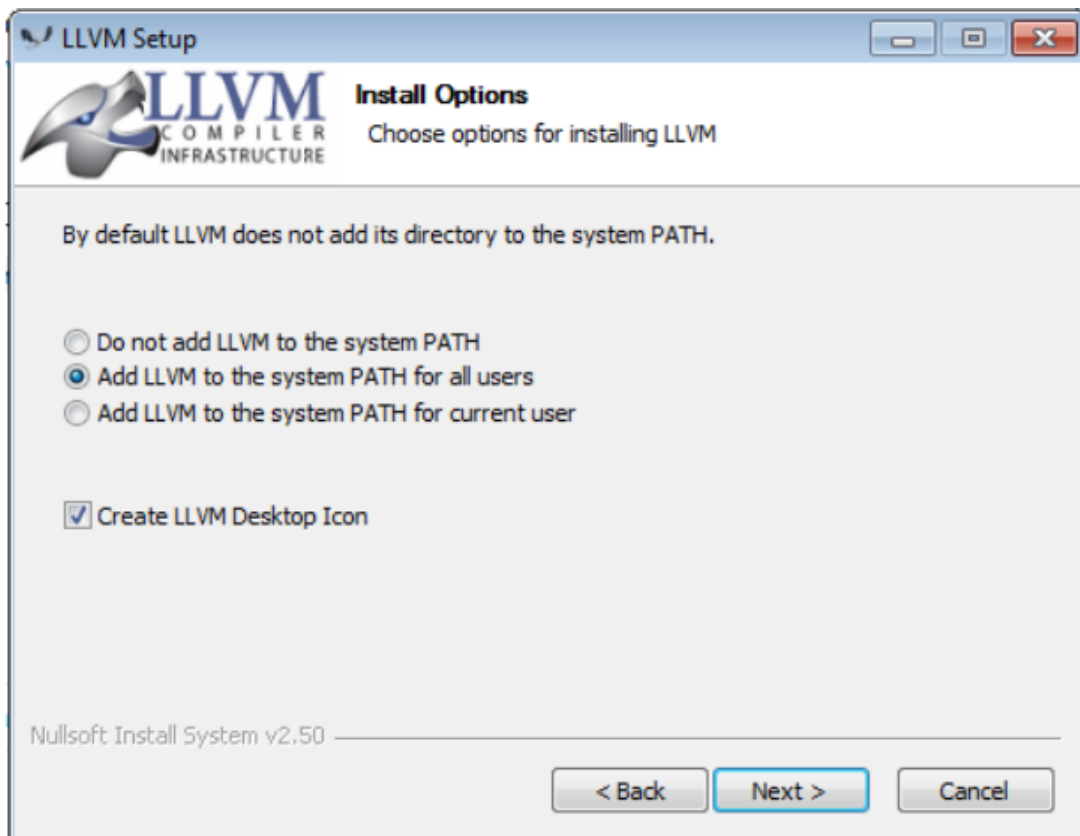 LLVM Setup
LLVM
COMPILER
INFRASTRUCTURE
Install Options
Choose options for installing LLVM
By default LLVM does not add its directory to the system PATH.
Do not add LLVM to the system PATH
Add LLVM to the system PATH for all users
Add LLVM to the system PATH for current user
Create LLVM Desktop Icon
Nullsoft Install System v2.50
< Back Next > Cancel